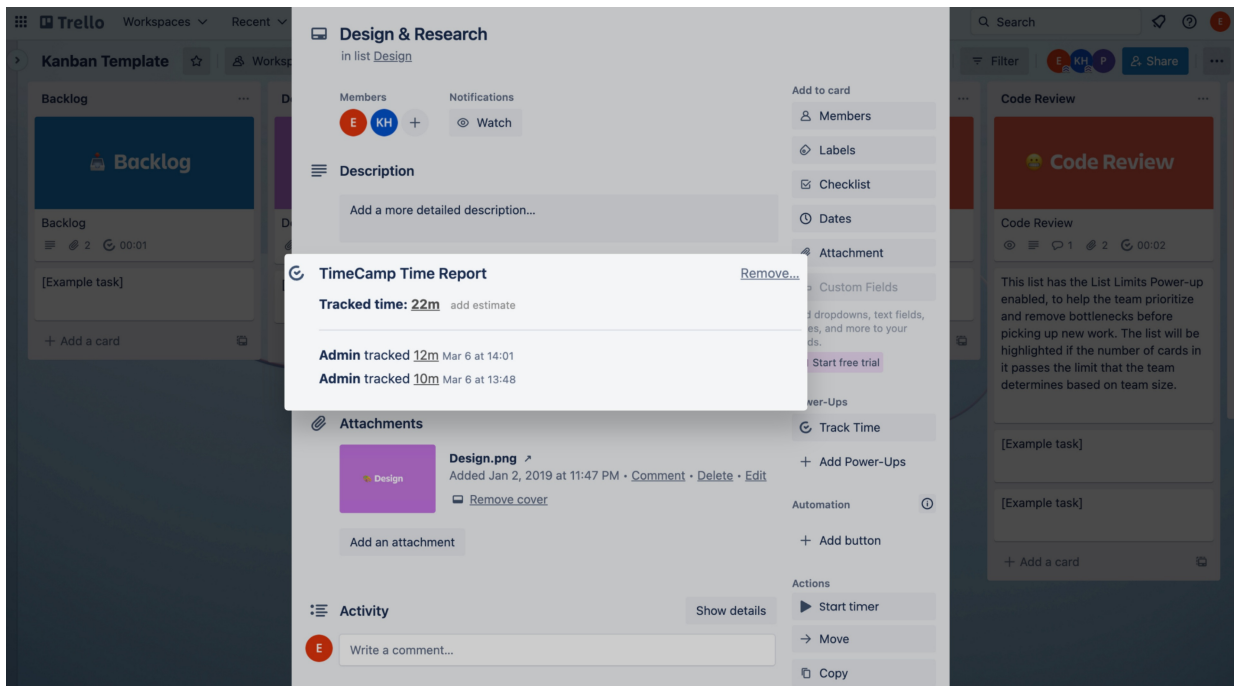 Trello Workspaces Recent
Search
E
Kanban Template
Filter
E KH P
Share
Backlog
Backlog
Backlog
2 00:01
[Example task]
+ Add a card
Design & Research
in list Design
Members
Notifications
E KH +
Watch
Description
Add a more detailed description...
TimeCamp Time Report
Remove...
Tracked time: 22m add estimate
Admin tracked 12m Mar 6 at 14:01
Admin tracked 10m Mar 6 at 13:48
Attachments
Design
Design.png ↗
Added Jan 2, 2019 at 11:47 PM • Comment • Delete • Edit
Remove cover
Add an attachment
Activity
Show details
E
Write a comment...
Add to card
Members
Labels
Checklist
Dates
Attachment
Custom Fields
dropdowns, text fields,
and more to your
Start free trial
Track Time
+ Add Power-Ups
Automation
+ Add button
Actions
Start timer
→ Move
Copy
Code Review
Code Review
Code Review
1 2 00:02
This list has the List Limits Power-up
enabled, to help the team prioritize
and remove bottlenecks before
picking up new work. The list will be
highlighted if the number of cards in
it passes the limit that the team
determines based on team size.
[Example task]
[Example task]
+ Add a card